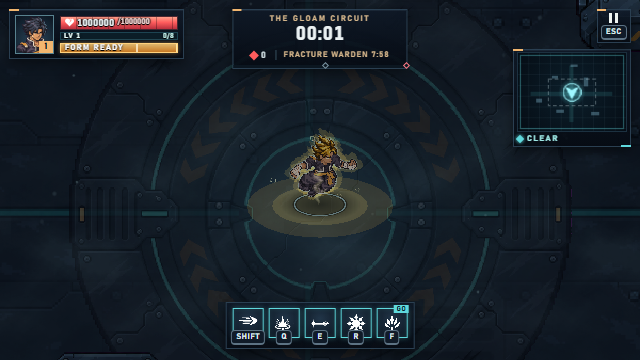 1000000/1000000
LV 1 0/8
FORM READY
1
THE GLOAM CIRCUIT
00:01
0 FRACTURE WARDEN 7:58
ESC
CLEAR
GO
SHIFT Q E R F